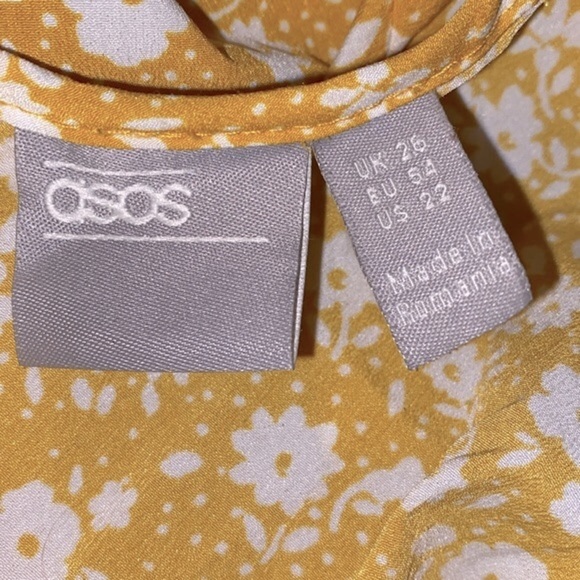 asos
UK 26
EU 54
US 22
Made in
Romania